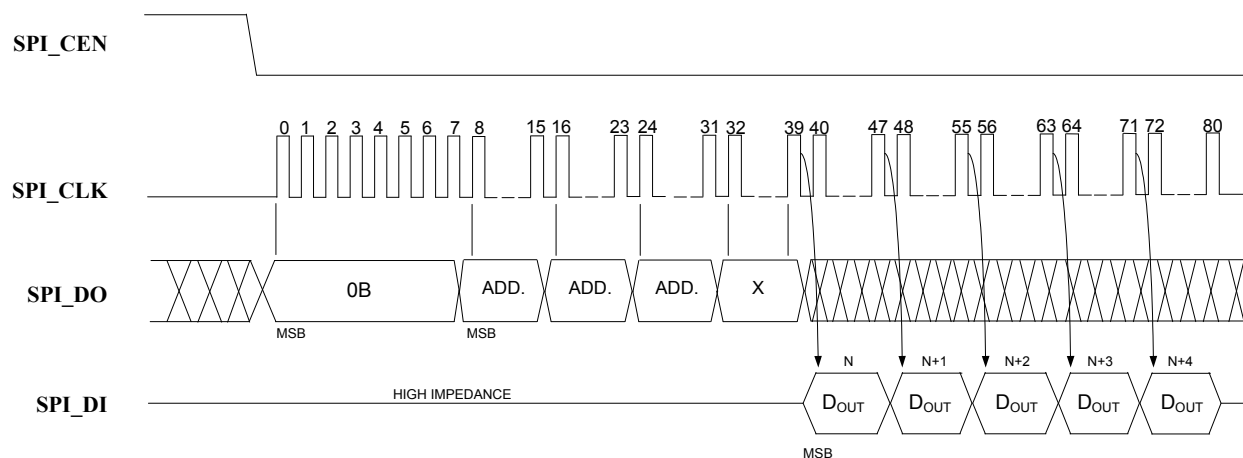 SPI_CEN
0 1 2 3 4 5 6 7 8 15 16 23 24 31 32 39 40 47 48 55 56 63 64 71 72 80
SPI_CLK
SPI_DO
0B ADD. ADD. ADD. X
MSB MSB
N N+1 N+2 N+3 N+4
SPI_DI
HIGH IMPEDANCE
DOUT DOUT DOUT DOUT DOUT
MSB